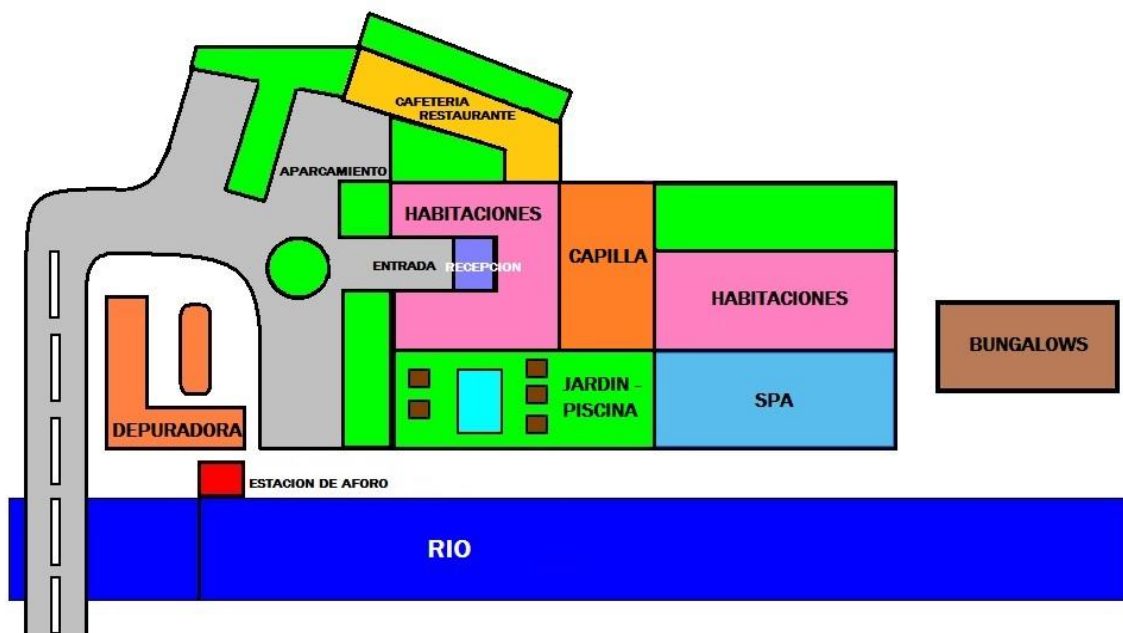 CAFETERIA
RESTAURANTE
APARCAMIENTO
HABITACIONES
CAPILLA
ENTRADA
RECEPCION
HABITACIONES
BUNGALOWS
JARDIN -
PISCINA
SPA
DEPURADORA
ESTACION DE AFORO
RIO